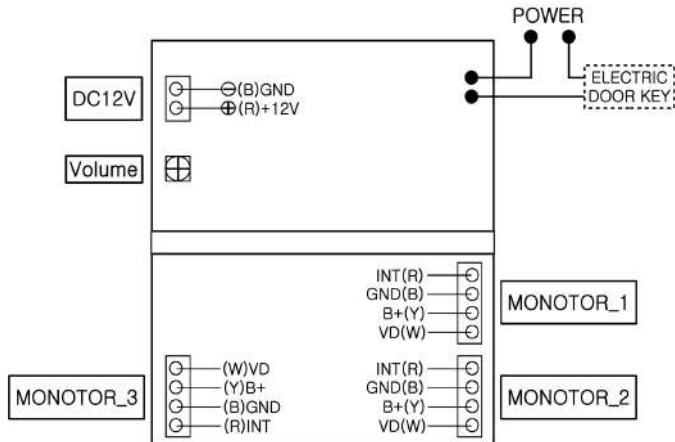 POWER
ELECTRIC
DOOR KEY
DC12V
⊖(B)GND
⊕(R)+12V
Volume
INT(R)
GND(B)
B+(Y)
VD(W)
MONOTOR_1
MONOTOR_3
(W)VD
(Y)B+
(B)GND
(R)INT
INT(R)
GND(B)
B+(Y)
VD(W)
MONOTOR_2